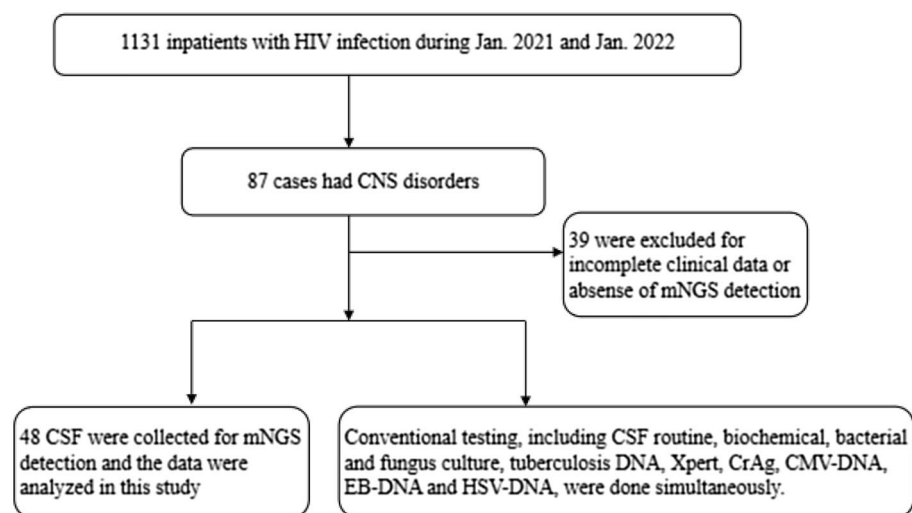 1131 inpatients with HIV infection during Jan. 2021 and Jan. 2022
87 cases had CNS disorders
39 were excluded for
incomplete clinical data or
absense of mNGS detection
48 CSF were collected for mNGS
detection and the data were
analyzed in this study
Conventional testing, including CSF routine, biochemical, bacterial
and fungus culture, tuberculosis DNA, Xpert, CrAg, CMV-DNA,
EB-DNA and HSV-DNA, were done simultaneously.